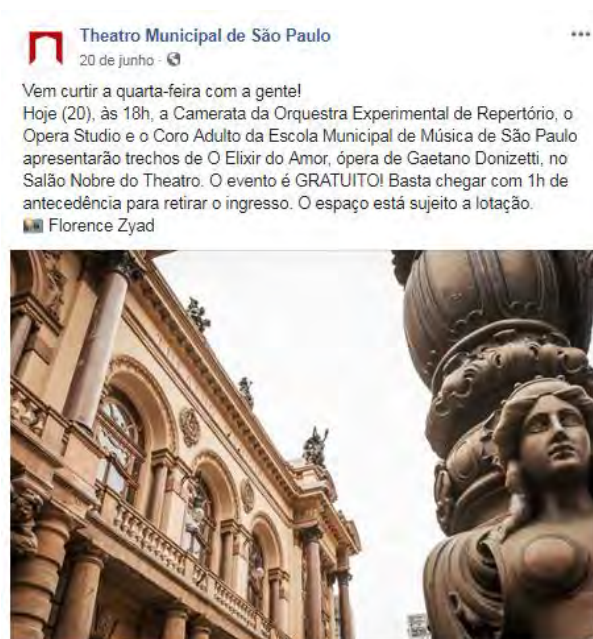 Theatro Municipal de São Paulo
20 de junho ·
Vem curtir a quarta-feira com a gente!
Hoje (20), às 18h, a Camerata da Orquestra Experimental de Repertório, o
Opera Studio e o Coro Adulto da Escola Municipal de Música de São Paulo
apresentarão trechos de O Elixir do Amor, ópera de Gaetano Donizetti, no
Salão Nobre do Theatro. O evento é GRATUITO! Basta chegar com 1h de
antecedência para retirar o ingresso. O espaço está sujeito a lotação.
📷 Florence Zyad